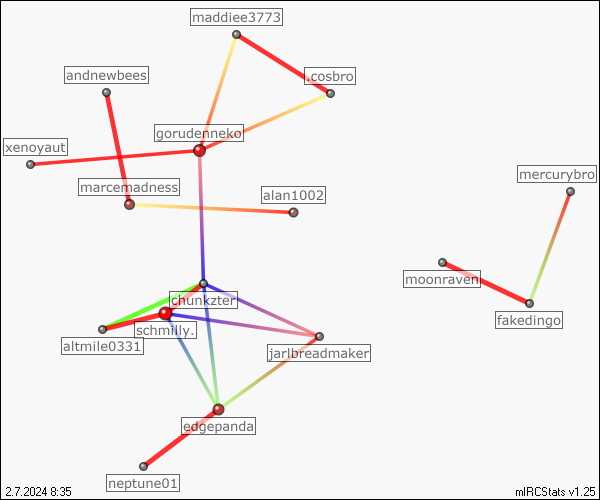 maddiee3773
andnewbees
.cosbro
gorudenneko
xenoyaut
mercurybro
marcemadness
alan1002
moonraven
chunkzter
fakedingo
schmilly.
altmile0331
jarlbreadmaker
edgepanda
neptune01
2.7.2024 8:35
mIRCStats v1.25